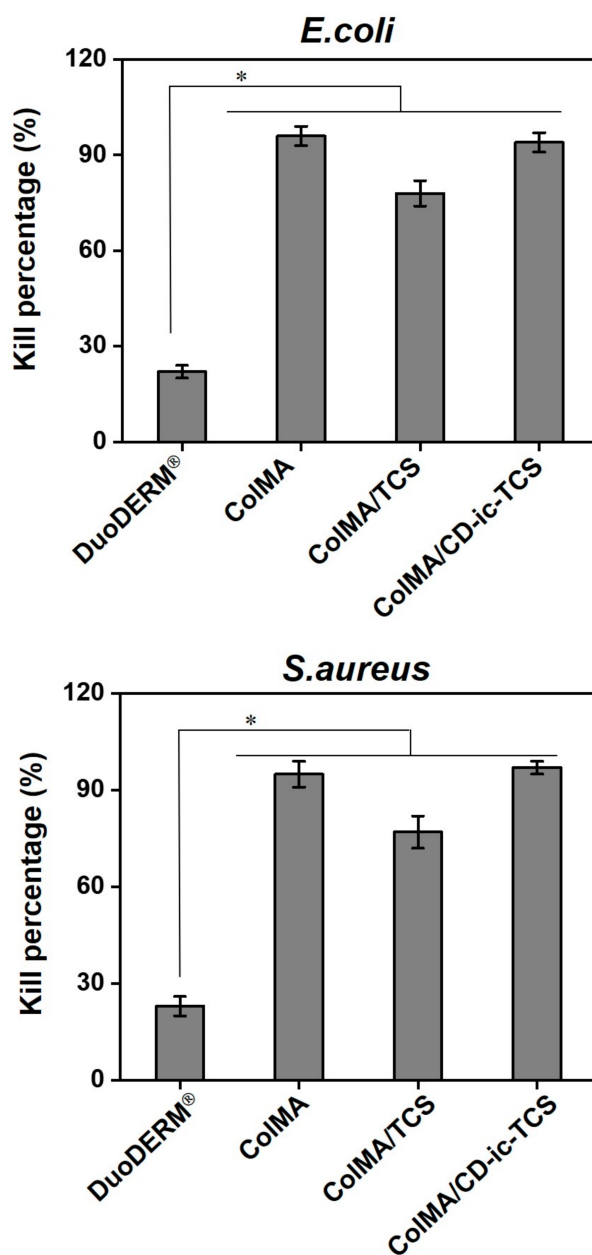 E.coli
120
90
60
30
0
Kill percentage (%)
*
DuoDERM®
ColMA
ColMA/TCS
ColMA/CD-ic-TCS
S.aureus
120
90
60
30
0
Kill percentage (%)
*
DuoDERM®
ColMA
ColMA/TCS
ColMA/CD-ic-TCS